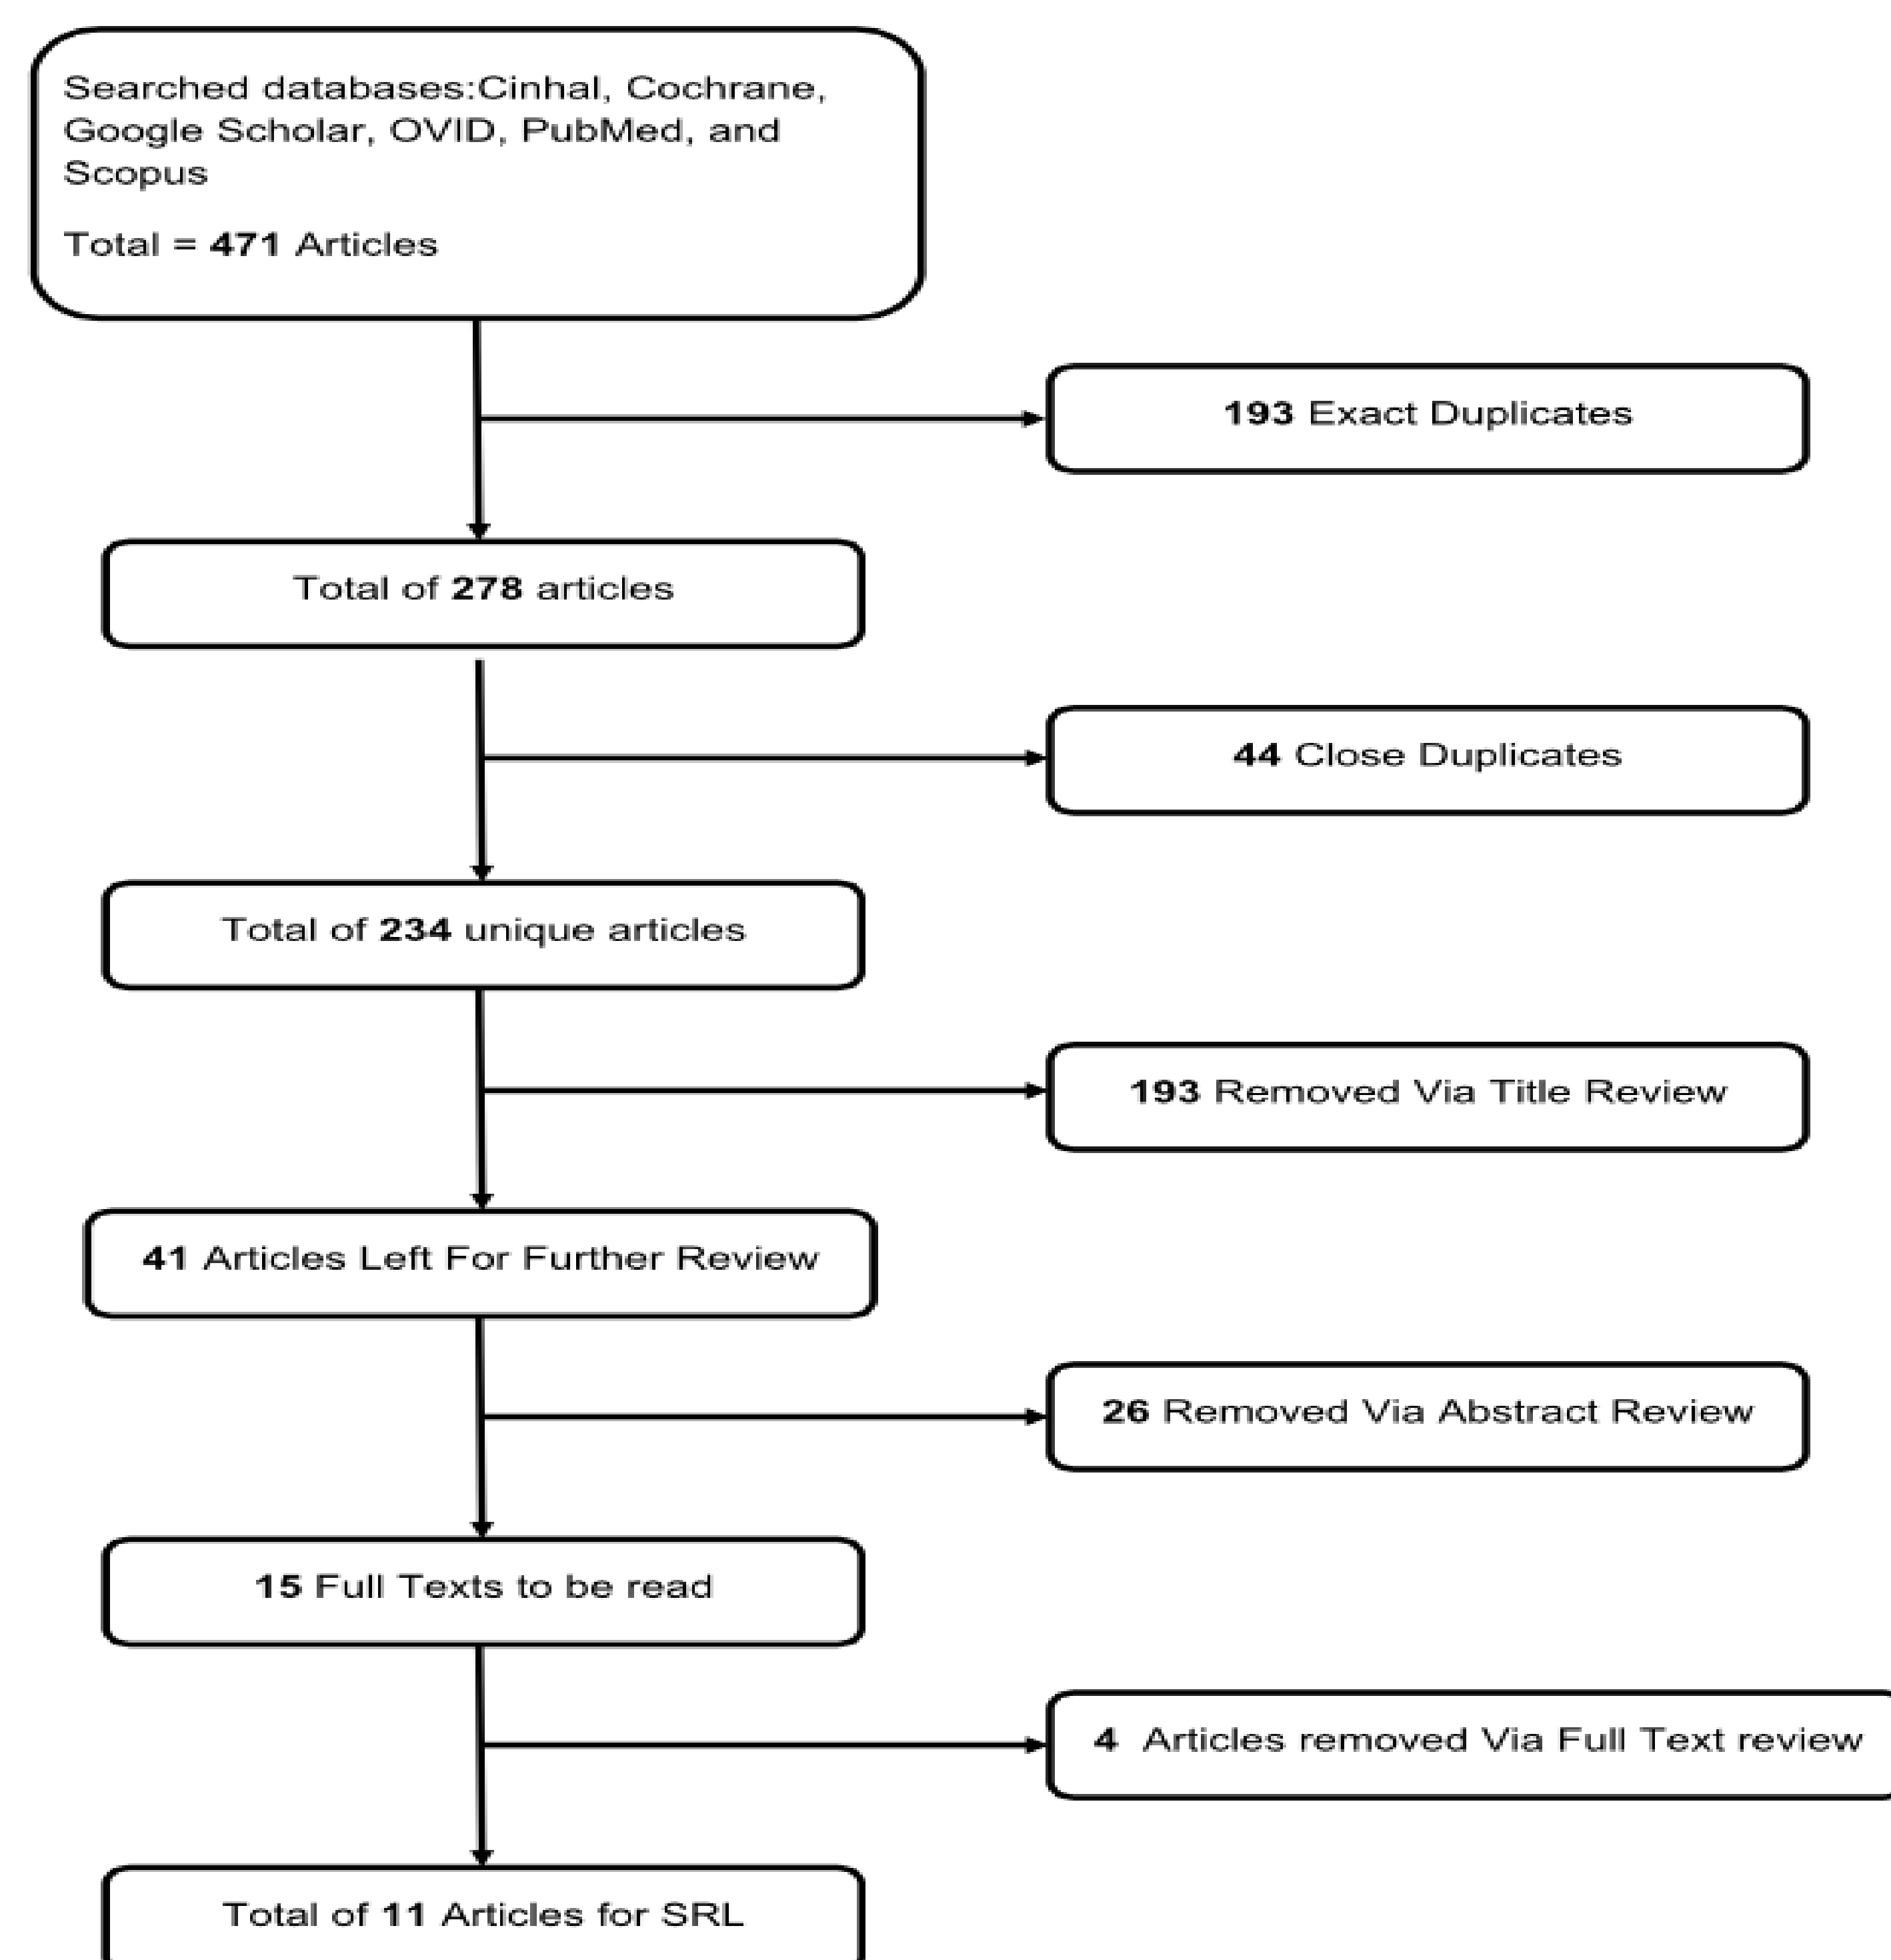 Searched databases:Cinhal, Cochrane,
Google Scholar, OVID, PubMed, and
Scopus
Total = 471 Articles
193 Exact Duplicates
Total of 278 articles
44 Close Duplicates
Total of 234 unique articles
193 Removed Via Title Review
41 Articles Left For Further Review
26 Removed Via Abstract Review
15 Full Texts to be read
4 Articles removed Via Full Text review
Total of 11 Articles for SRL